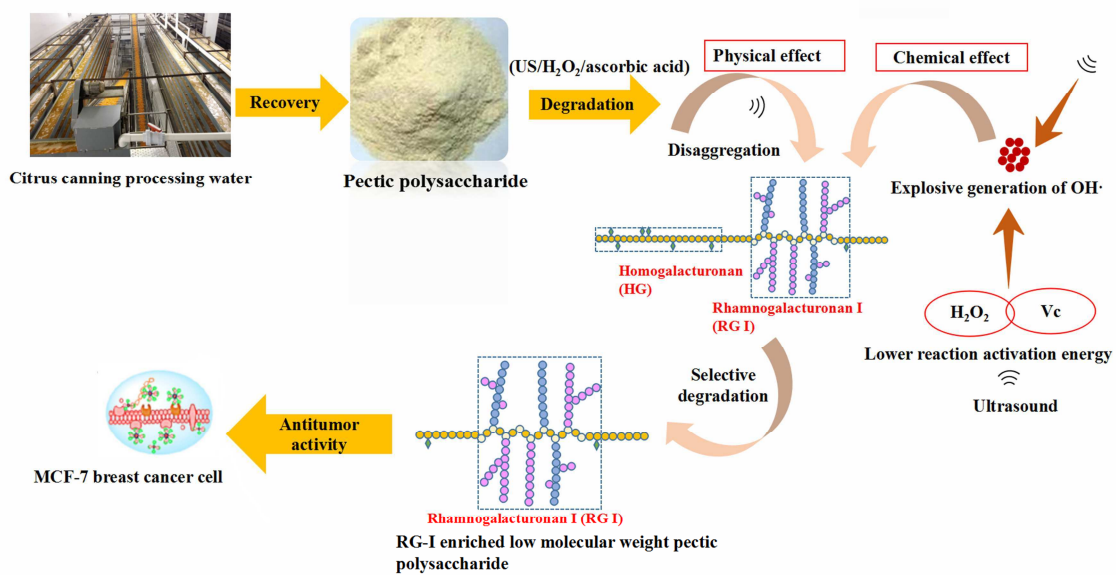 Citrus canning processing water
Recovery
Pectic polysaccharide
(US/H₂O₂/ascorbic acid)
Degradation
Physical effect
Chemical effect
Disaggregation
Explosive generation of OH·
Homogalacturonan
(HG)
Rhamnogalacturonan I
(RG I)
H₂O₂
Vc
Lower reaction activation energy
Ultrasound
Selective
degradation
Rhamnogalacturonan I (RG I)
RG-I enriched low molecular weight pectic
polysaccharide
Antitumor
activity
MCF-7 breast cancer cell